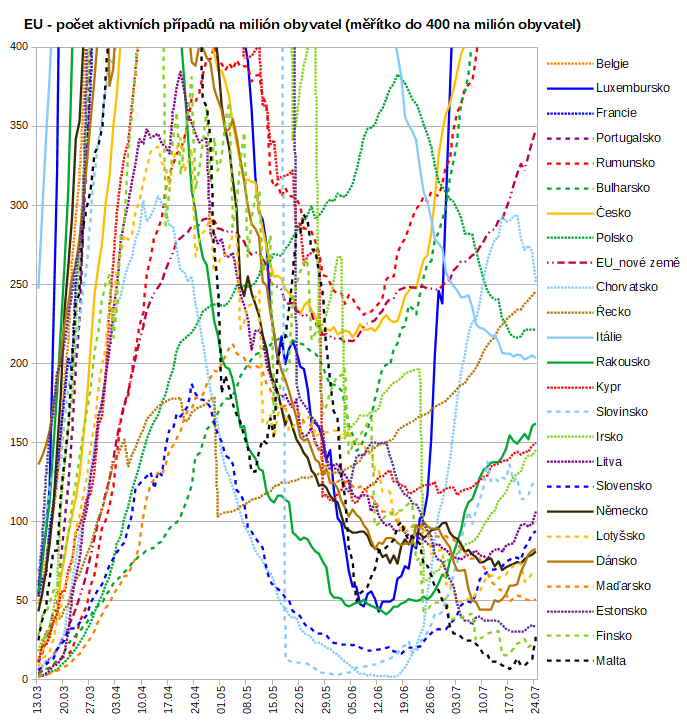 EU - počet aktivních případů na milión obyvatel (měřítko do 400 na milión obyvatel)
400
350
300
250
200
150
100
50
0
13.03
20.03
27.03
03.04
10.04
17.04
24.04
01.05
08.05
15.05
22.05
29.05
05.06
12.06
19.06
26.06
03.07
10.07
17.07
24.07
Belgie
Luxembursko
Francie
Portugalsko
Rumunsko
Bulharsko
Česko
Polsko
EU_nové země
Chorvatsko
Řecko
Itálie
Rakousko
Kypr
Slovinsko
Irsko
Litva
Slovensko
Německo
Lotyšsko
Dánsko
Maďarsko
Estonsko
Finsko
Malta